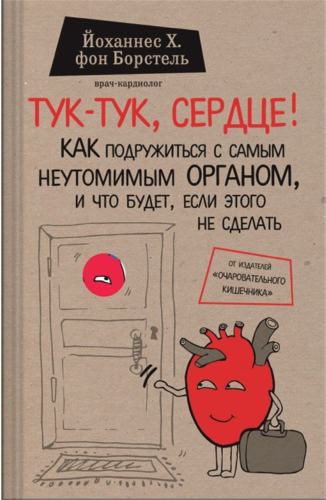 Йоханнес Х.
фон Борстель
врач-кардиолог
ТУК-ТУК, СЕРДЦЕ!
КАК ПОДРУЖИТЬСЯ С САМЫМ
НЕУТОМИМЫМ ОРГАНОМ,
И ЧТО БУДЕТ, ЕСЛИ ЭТОГО
НЕ СДЕЛАТЬ
ОТ ИЗДАТЕЛЕЙ
«ОЧАРОВАТЕЛЬНОГО
КИШЕЧНИКА»